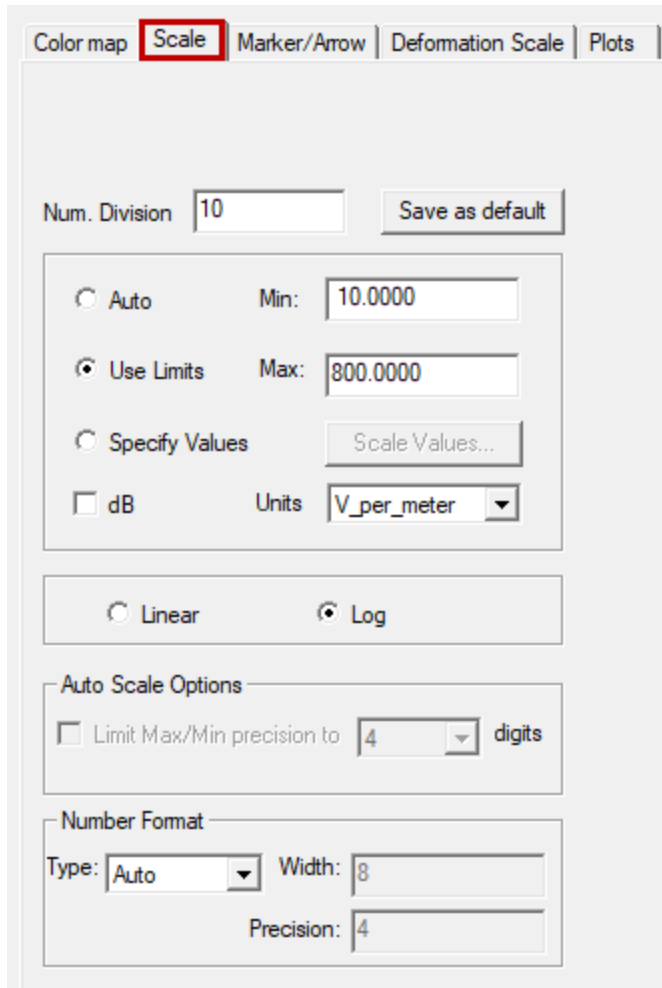 Color map Scale Marker/Arrow Deformation Scale Plots
Num. Division 10 Save as default
Auto Min: 10.0000
Use Limits Max: 800.0000
Specify Values Scale Values...
dB Units V_per_meter
Linear Log
Auto Scale Options
Limit Max/Min precision to 4 digits
Number Format
Type: Auto Width: 8
Precision: 4